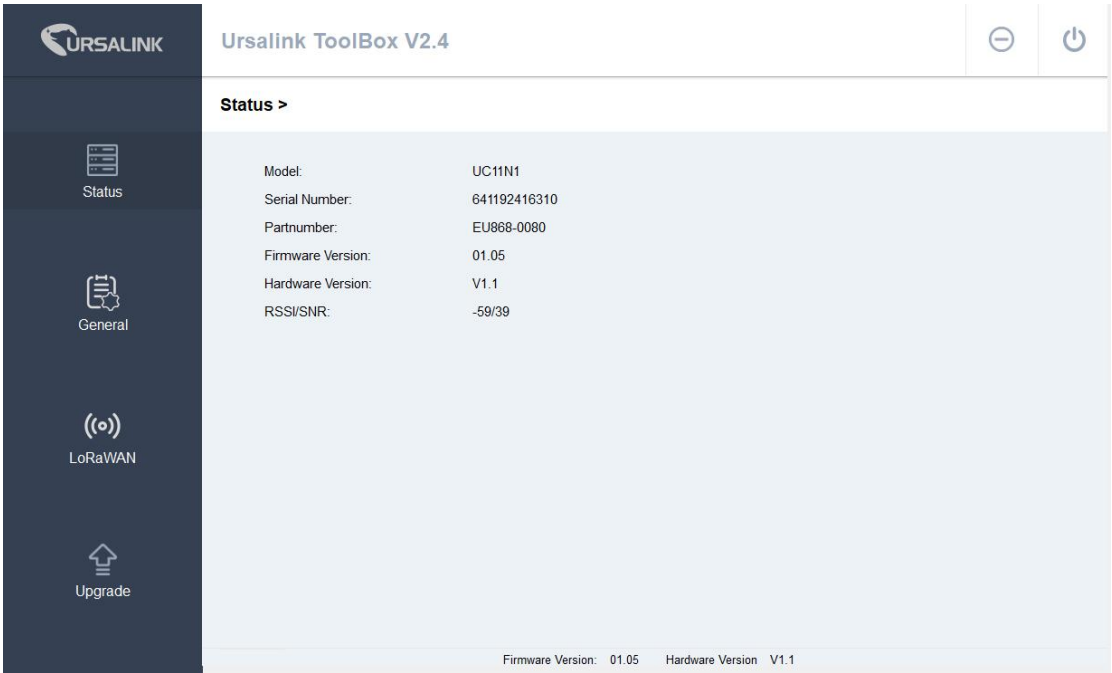 URSALINK
Ursalink ToolBox V2.4
Status >
Status
General
LoRaWAN
Upgrade
Model: UC11N1
Serial Number: 641192416310
Partnumber: EU868-0080
Firmware Version: 01.05
Hardware Version: V1.1
RSSI/SNR: -59/39
Firmware Version: 01.05 Hardware Version V1.1